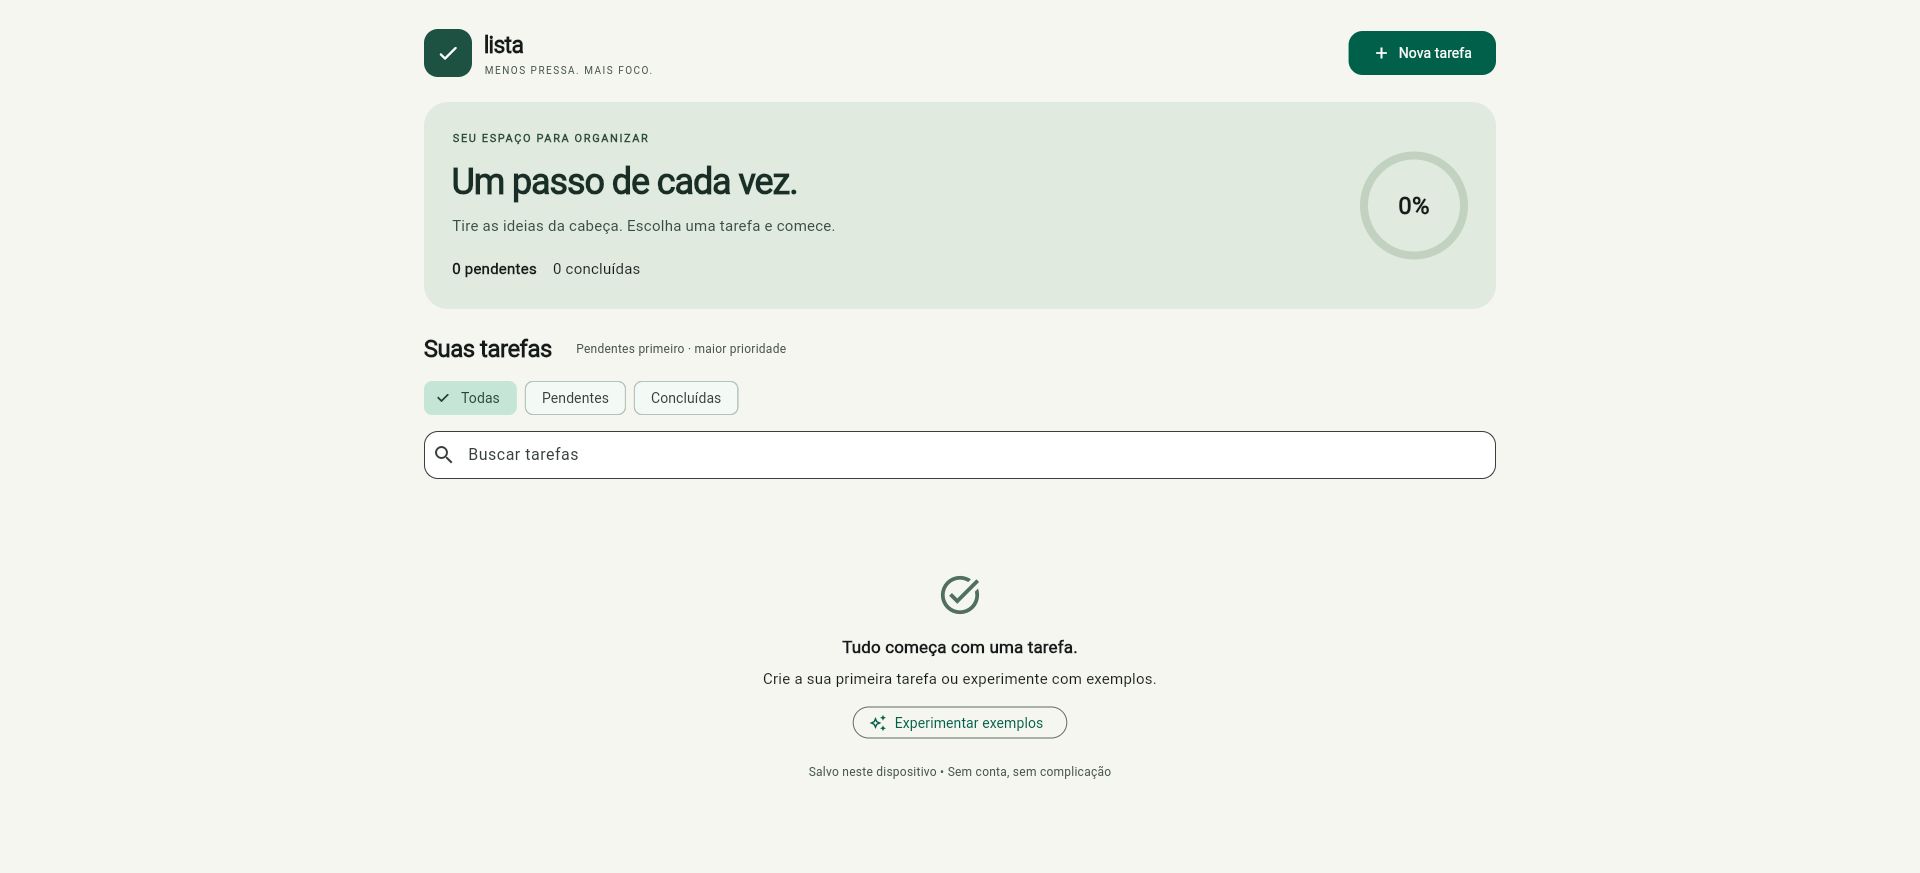 lista
MENOS PRESSA. MAIS FOCO.
Nova tarefa
SEU ESPAÇO PARA ORGANIZAR
Um passo de cada vez.
Tire as ideias da cabeça. Escolha uma tarefa e comece.
0 pendentes 0 concluídas
0%
Suas tarefas Pendentes primeiro · maior prioridade
Todas Pendentes Concluídas
Buscar tarefas
Tudo começa com uma tarefa.
Crie a sua primeira tarefa ou experimente com exemplos.
Experimentar exemplos
Salvo neste dispositivo • Sem conta, sem complicação